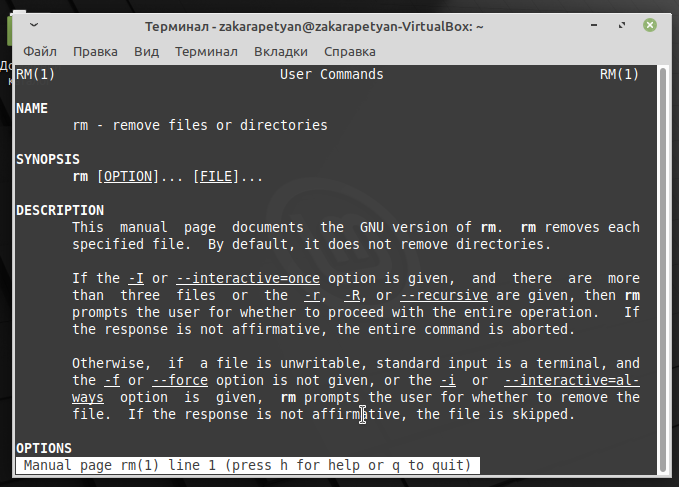 Терминал - zakarapetyan@zakarapetyan-VirtualBox: ~
Файл Правка Вид Терминал Вкладки Справка
RM(1) User Commands RM(1)
NAME
rm - remove files or directories
SYNOPSIS
rm [OPTION]... [FILE]...
DESCRIPTION
This manual page documents the GNU version of rm. rm removes each
specified file. By default, it does not remove directories.
If the -I or --interactive=once option is given, and there are more
than three files or the -r, -R, or --recursive are given, then rm
prompts the user for whether to proceed with the entire operation. If
the response is not affirmative, the entire command is aborted.
Otherwise, if a file is unwritable, standard input is a terminal, and
the -f or --force option is not given, or the -i or --interactive=al-
ways option is given, rm prompts the user for whether to remove the
file. If the response is not affirmative, the file is skipped.
OPTIONS
Manual page rm(1) line 1 (press h for help or q to quit)